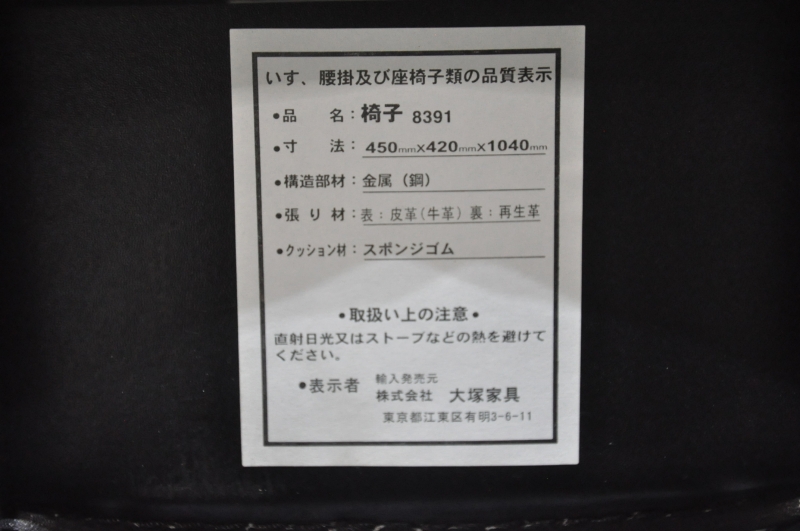 いす、腰掛及び座椅子類の品質表示
●品　名：椅子 8391
●寸　法：450mm×420mm×1040mm
●構造部材：金属（鋼）
●張り材：表：皮革（牛革）裏：再生革
●クッション材：スポンジゴム
●取扱い上の注意●
直射日光又はストーブなどの熱を避けて
ください。
●表示者 輸入発売元
株式会社 大塚家具
東京都江東区有明3-6-11